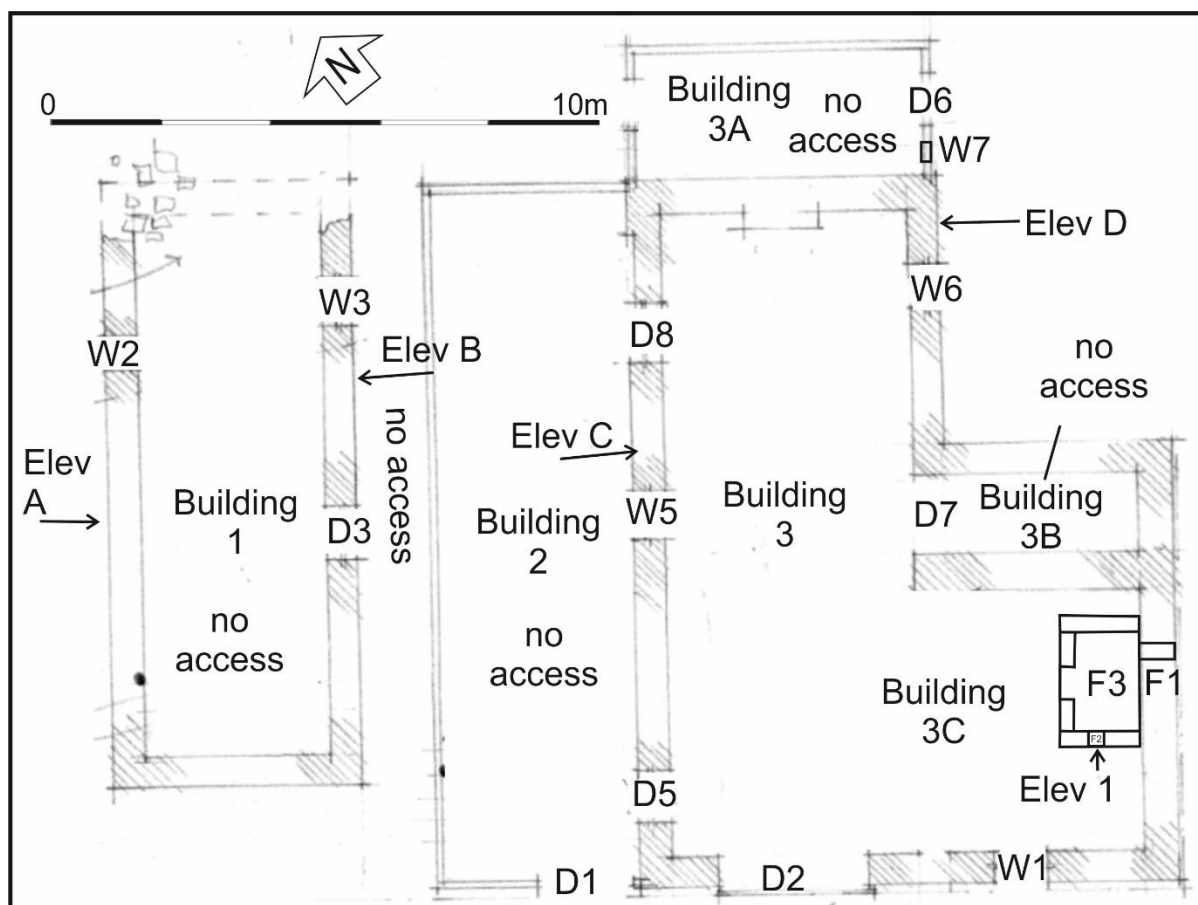 N
0
10m
Building
3A
no
access
D6
W7
Elev D
W3
W6
W2
D8
Elev B
no
access
Elev C
Elev
A
Building
1
D3
no access
Building
2
W5
Building
3
D7
Building
3B
no
access
no
access
Building
3C
F3
F1
F2
Elev 1
D5
D1
D2
W1